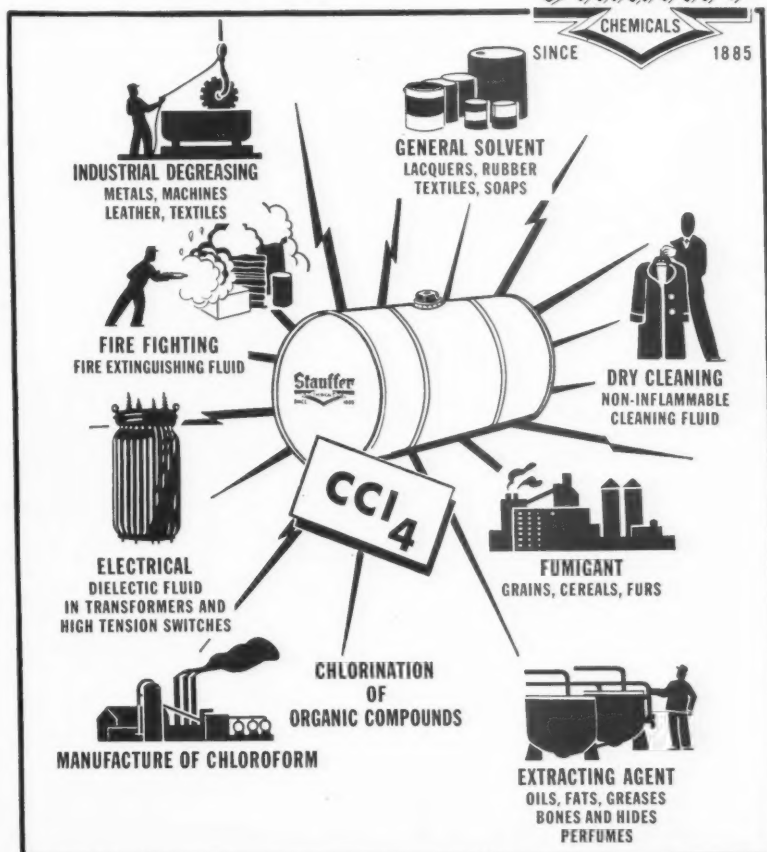 CHEMICALS
SINCE 1885
INDUSTRIAL DEGREASING
METALS, MACHINES
LEATHER, TEXTILES
GENERAL SOLVENT
LACQUERS, RUBBER
TEXTILES, SOAPS
FIRE FIGHTING
FIRE EXTINGUISHING FLUID
DRY CLEANING
NON-INFLAMMABLE
CLEANING FLUID
Stauffer
CHEMICALS
SINCE 1885
CCl4
ELECTRICAL
DIELECTIC FLUID
IN TRANSFORMERS AND
HIGH TENSION SWITCHES
FUMIGANT
GRAINS, CEREALS, FURS
MANUFACTURE OF CHLOROFORM
CHLORINATION
OF
ORGANIC COMPOUNDS
EXTRACTING AGENT
OILS, FATS, GREASES
BONES AND HIDES
PERFUMES